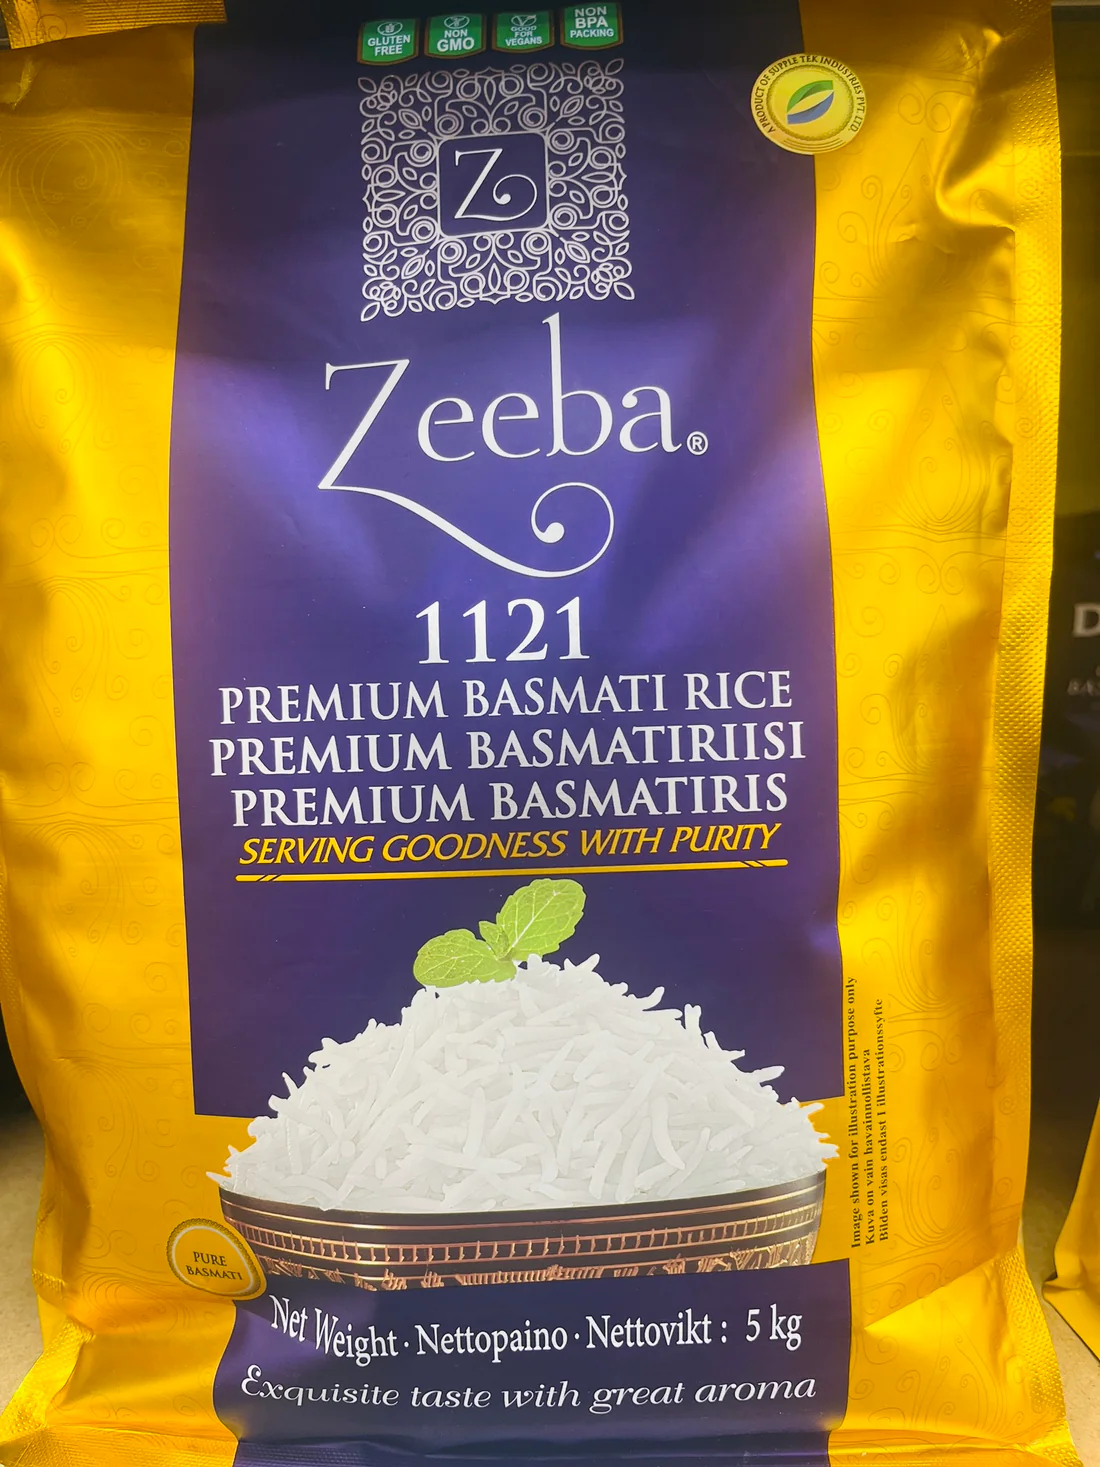 GLUTEN
FREE
NON
GMO
GOOD
FOR
VEGANS
NON
BPA
PACKING
A PRODUCT OF SUPPLE TEK INDUSTRIES PVT. LTD.
Z
Zeeba®
1121
PREMIUM BASMATI RICE
PREMIUM BASMATIRIISI
PREMIUM BASMATIRIS
SERVING GOODNESS WITH PURITY
Image shown for illustration purpose only
Kuva on vain havainnollistava
Bilden visas endast I illustrationssyfte
PURE
BASMATI
Net Weight · Nettopaino · Nettovikt : 5 kg
Exquisite taste with great aroma